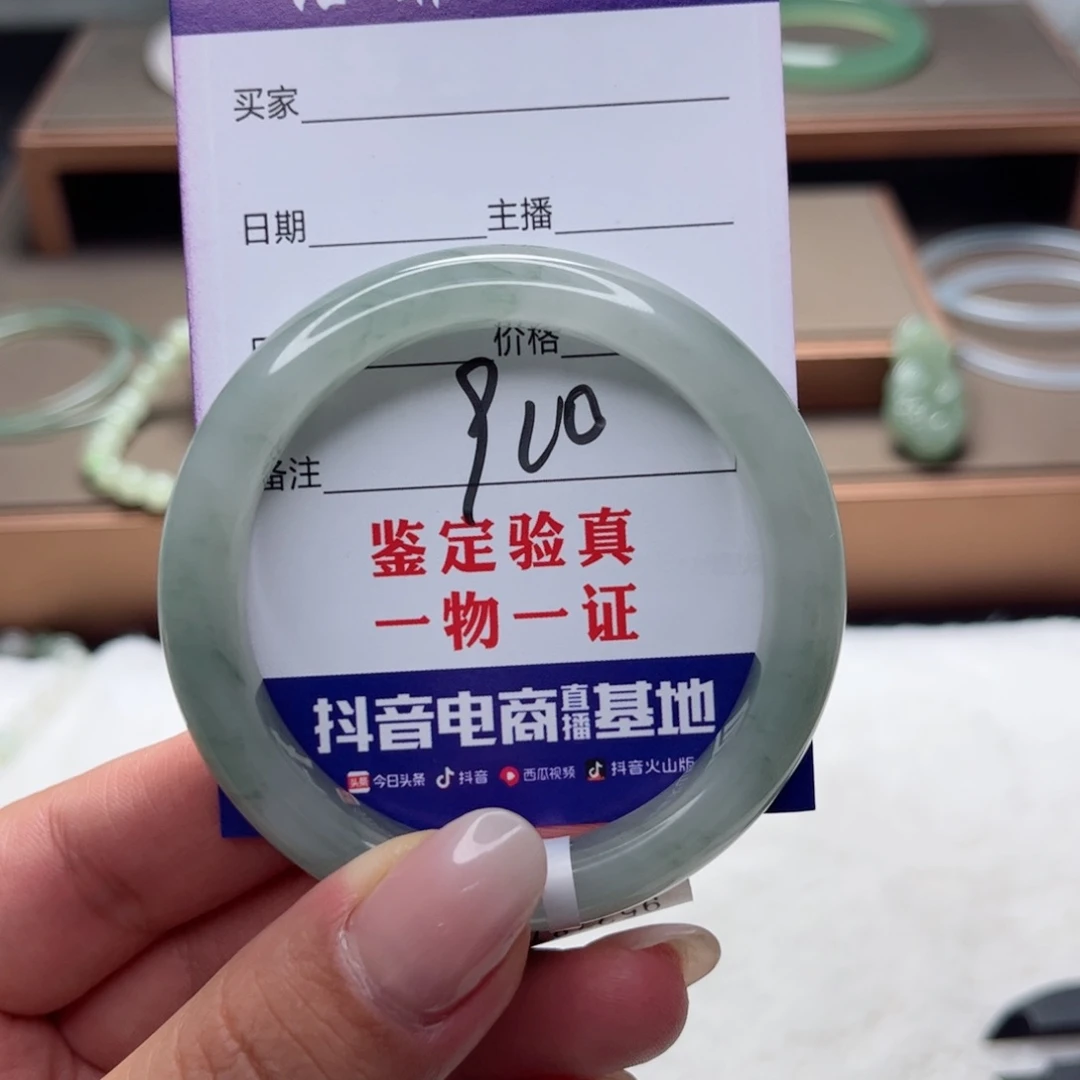 买家
日期 主播
价格
900
备注
鉴定验真
一物一证
抖音电商直播基地
今日头条 抖音 西瓜视频 抖音火山版